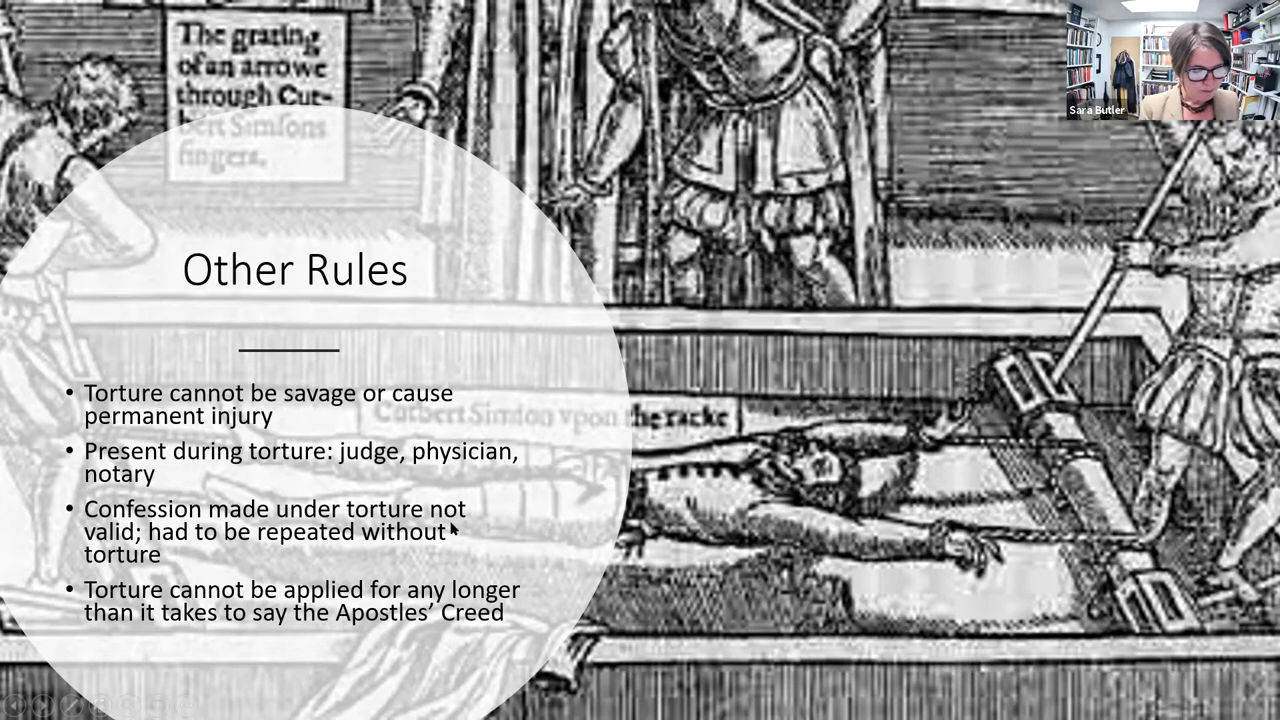 The grating
of an arrowe
through Cut-
bert Simsons
fingers.
Sara Butler
Other Rules
• Torture cannot be savage or cause
permanent injury
Cutbert Simson vpon the racke
• Present during torture: judge, physician,
notary
• Confession made under torture not
valid; had to be repeated without
torture
• Torture cannot be applied for any longer
than it takes to say the Apostles’ Creed